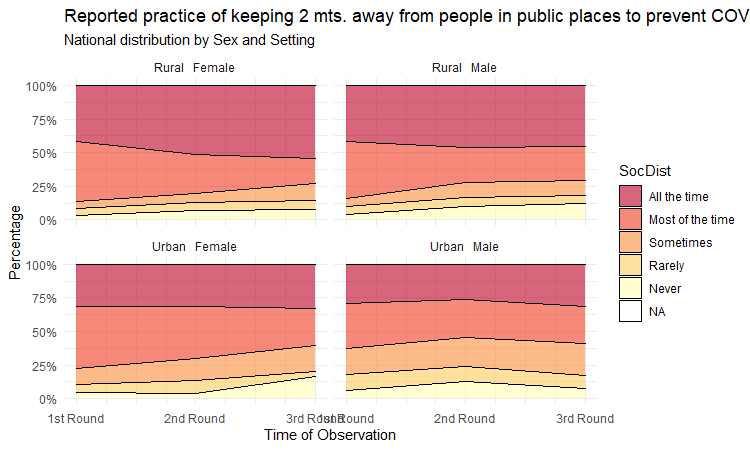 Reported practice of keeping 2 mts. away from people in public places to prevent COV
National distribution by Sex and Setting
Rural Female
Rural Male
100%
75%
50%
25%
0%
Urban Female
Urban Male
100%
75%
50%
25%
0%
1st Round
2nd Round
3rd Round
1st Round
2nd Round
3rd Round
Time of Observation
Percentage
SocDist
All the time
Most of the time
Sometimes
Rarely
Never
NA